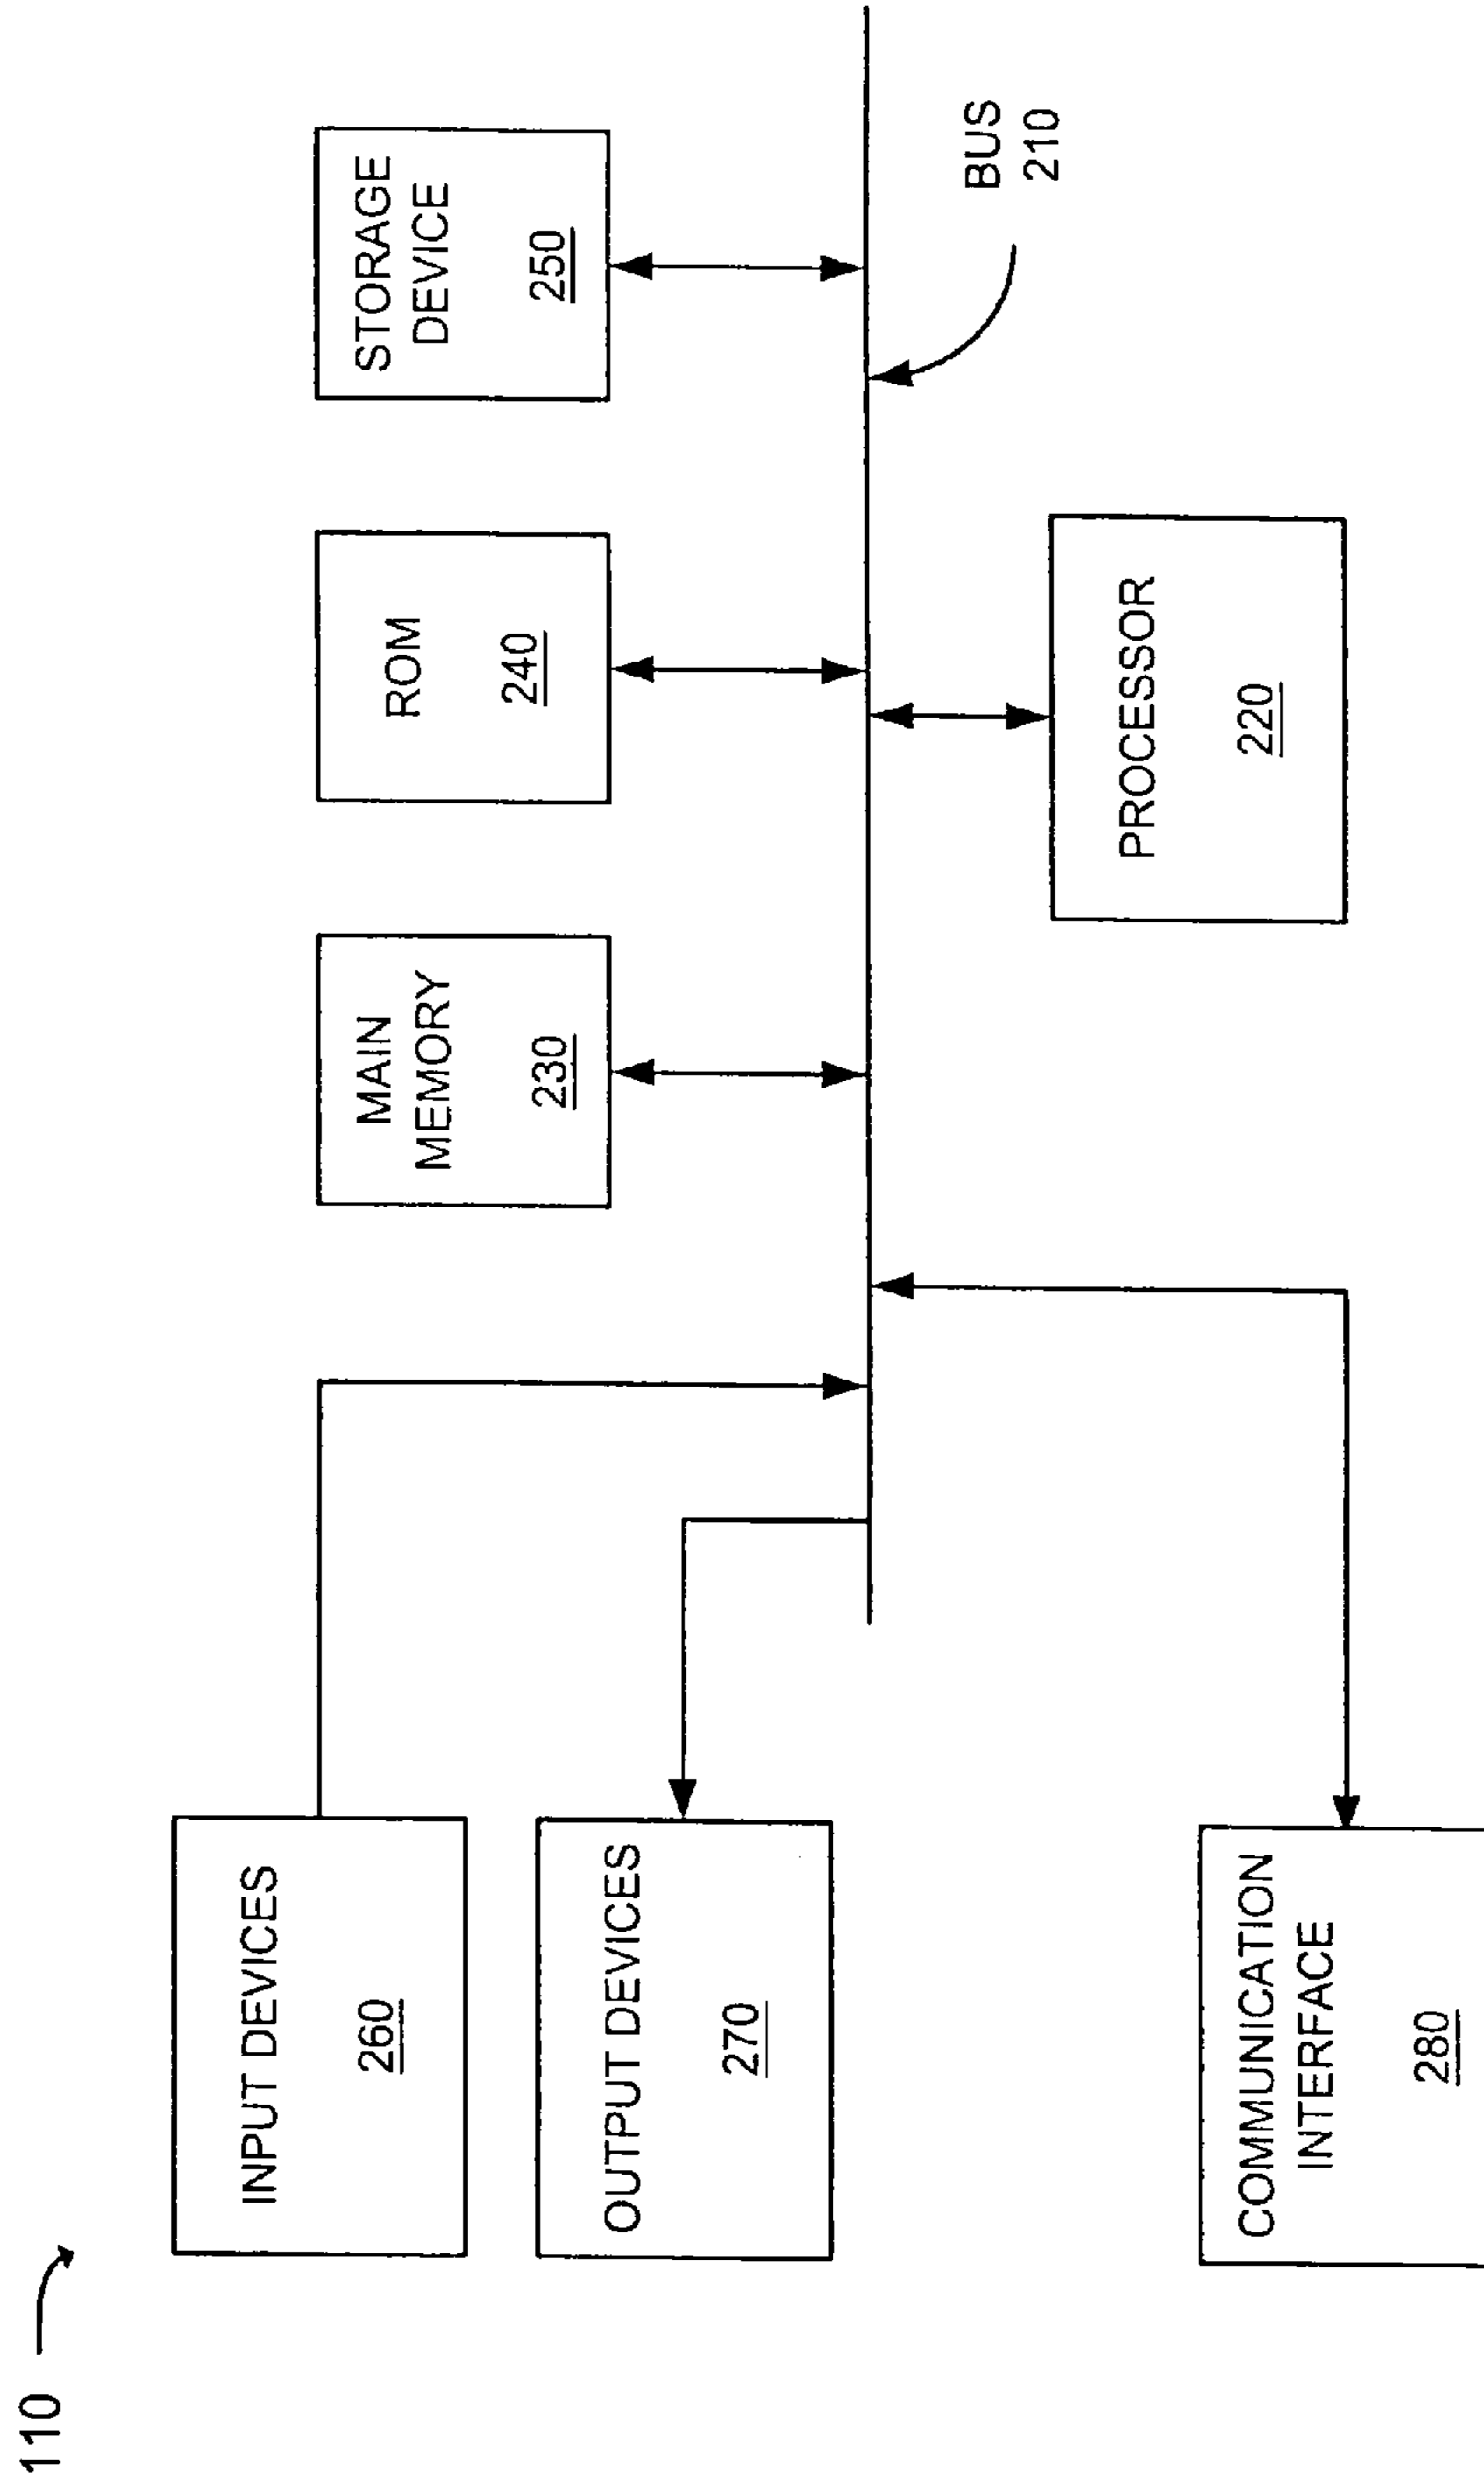 110
INPUT DEVICES
260
OUTPUT DEVICES
270
COMMUNICATION
INTERFACE
280
MAIN
MEMORY
230
ROM
240
STORAGE
DEVICE
250
PROCESSOR
220
BUS
210